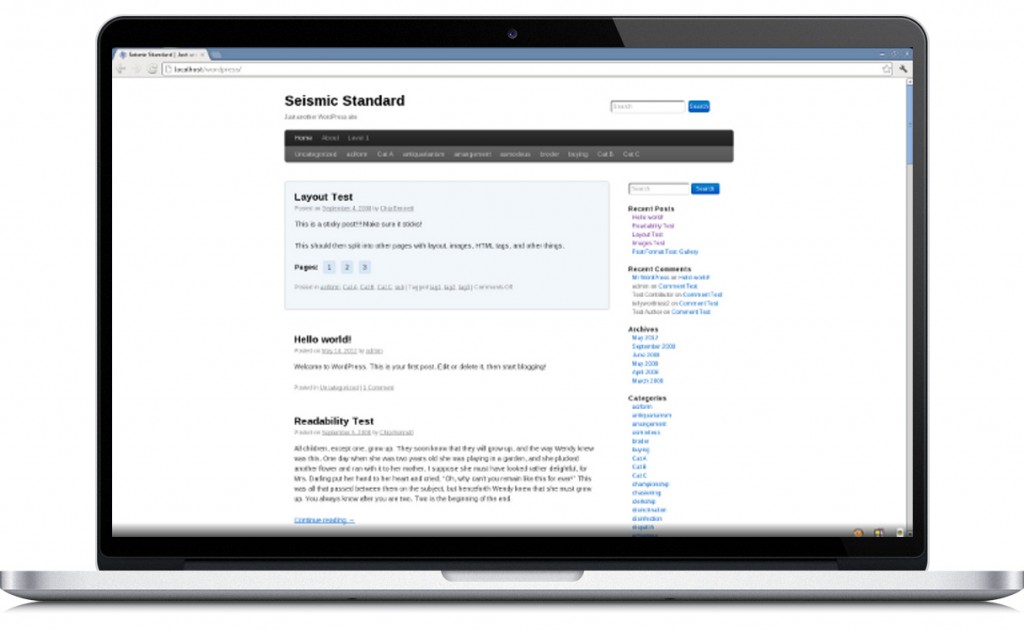 Seismic Standard | Just
localhost/wordpress/
Seismic Standard
Just another WordPress site
Search
Search
Home About Level 1
Uncategorized aciform Cat A antiquarianism arrangement asmodeus broder buying Cat B Cat C
Layout Test
Posted on September 4, 2008 by Chip Bennett
This is a sticky post!!! Make sure it sticks!
This should then split into other pages with layout, images, HTML tags, and other things.
Pages: 1 2 3
Posted in aciform, Cat A, Cat B, Cat C, sub | Tagged tag1, tag2, tag3 | Comments Off
Hello world!
Posted on May 14, 2012 by admin
Welcome to WordPress. This is your first post. Edit or delete it, then start blogging!
Posted in Uncategorized | 1 Comment
Readability Test
Posted on September 5, 2008 by Chip Bennett
All children, except one, grow up. They soon know that they will grow up, and the way Wendy knew
was this. One day when she was two years old she was playing in a garden, and she plucked
another flower and ran with it to her mother. I suppose she must have looked rather delightful, for
Mrs. Darling put her hand to her heart and cried, "Oh, why can't you remain like this for ever!" This
was all that passed between them on the subject, but henceforth Wendy knew that she must grow
up. You always know after you are two. Two is the beginning of the end.
Continue reading →
Search
Search
Recent Posts
Hello world!
Readability Test
Layout Test
Images Test
Post Format Test: Gallery
Recent Comments
Mr WordPress on Hello world!
admin on Comment Test
Test Contributor on Comment Test
on Comment Test
Test Author on Comment Test
Archives
May 2012
September 2008
June 2008
May 2008
April 2008
March 2008
Categories
aciform
antiquarianism
arrangement
asmodeus
broder
buying
Cat A
Cat B
Cat C
championship
chastening
clerkship
disinclination
disinfection
dispatch